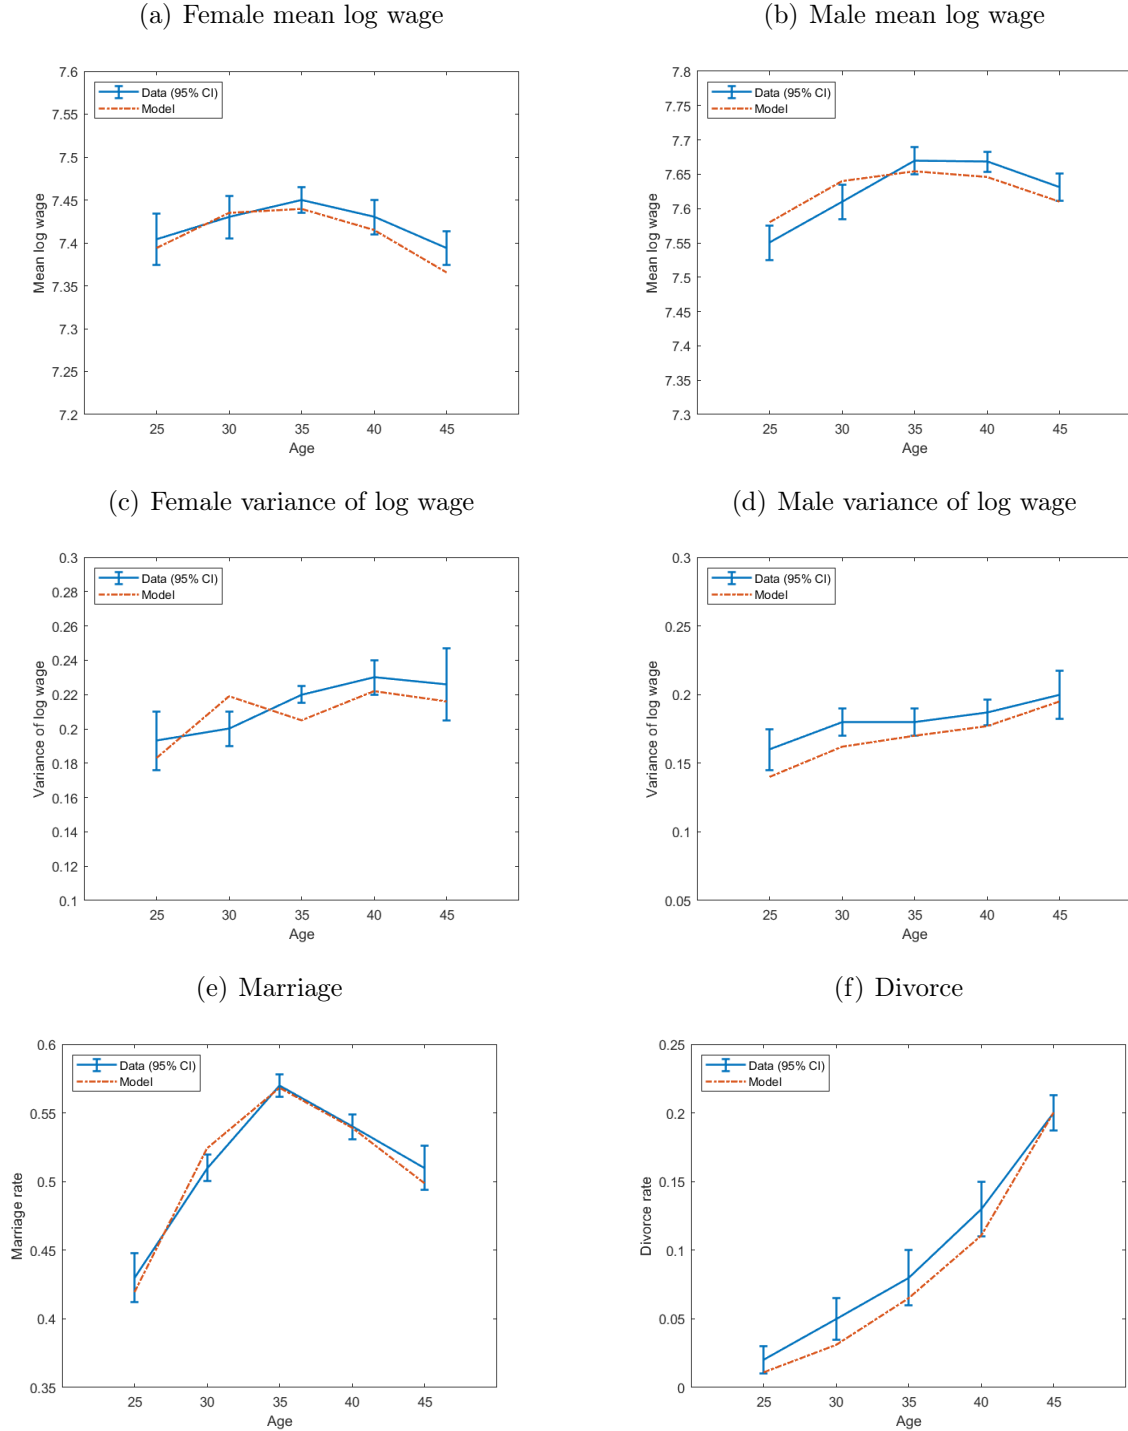 (a) Female mean log wage
(b) Male mean log wage
7.6
7.55
7.5
7.45
7.4
7.35
7.3
7.25
7.2
Mean log wage
Data (95% CI)
Model
25 30 35 40 45
Age
7.8
7.75
7.7
7.65
7.6
7.55
7.5
7.45
7.4
7.35
7.3
Mean log wage
Data (95% CI)
Model
25 30 35 40 45
Age
(c) Female variance of log wage
(d) Male variance of log wage
0.3
0.28
0.26
0.24
0.22
0.2
0.18
0.16
0.14
0.12
0.1
Variance of log wage
Data (95% CI)
Model
25 30 35 40 45
Age
0.3
0.25
0.2
0.15
0.1
0.05
Variance of log wage
Data (95% CI)
Model
25 30 35 40 45
Age
(e) Marriage
(f) Divorce
0.6
0.55
0.5
0.45
0.4
0.35
Marriage rate
Data (95% CI)
Model
25 30 35 40 45
Age
0.25
0.2
0.15
0.1
0.05
0
Divorce rate
Data (95% CI)
Model
25 30 35 40 45
Age